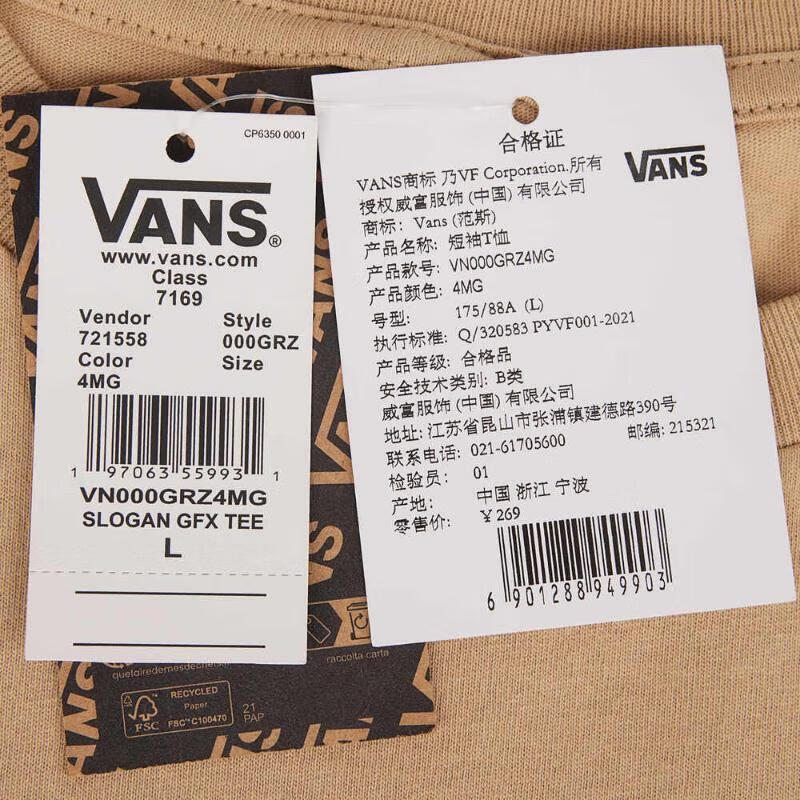 CP6350 0001
VANS®
www.vans.com
Class
7169
Vendor
721558
Style
000GRZ
Color
4MG
Size
1 97063 55993 1
VN000GRZ4MG
SLOGAN GFX TEE
L
合格证
VANS
VANS商标 乃VF Corporation.所有
授权威富服饰 (中国) 有限公司
商标: Vans (范斯)
产品名称: 短袖T恤
产品款号: VN000GRZ4MG
产品颜色: 4MG
号型: 175/88A (L)
执行标准: Q/320583 PYVF001-2021
产品等级: 合格品
安全技术类别: B类
威富服饰 (中国) 有限公司
地址: 江苏省昆山市张浦镇建德路390号
联系电话: 021-61705600 邮编: 215321
检验员: 01
产地: 中国 浙江 宁波
零售价: ¥269
6 901288 949903
raccolta carta
RECYCLED
Paper
FSC
FSC™ C100470
21
PAP
VANS